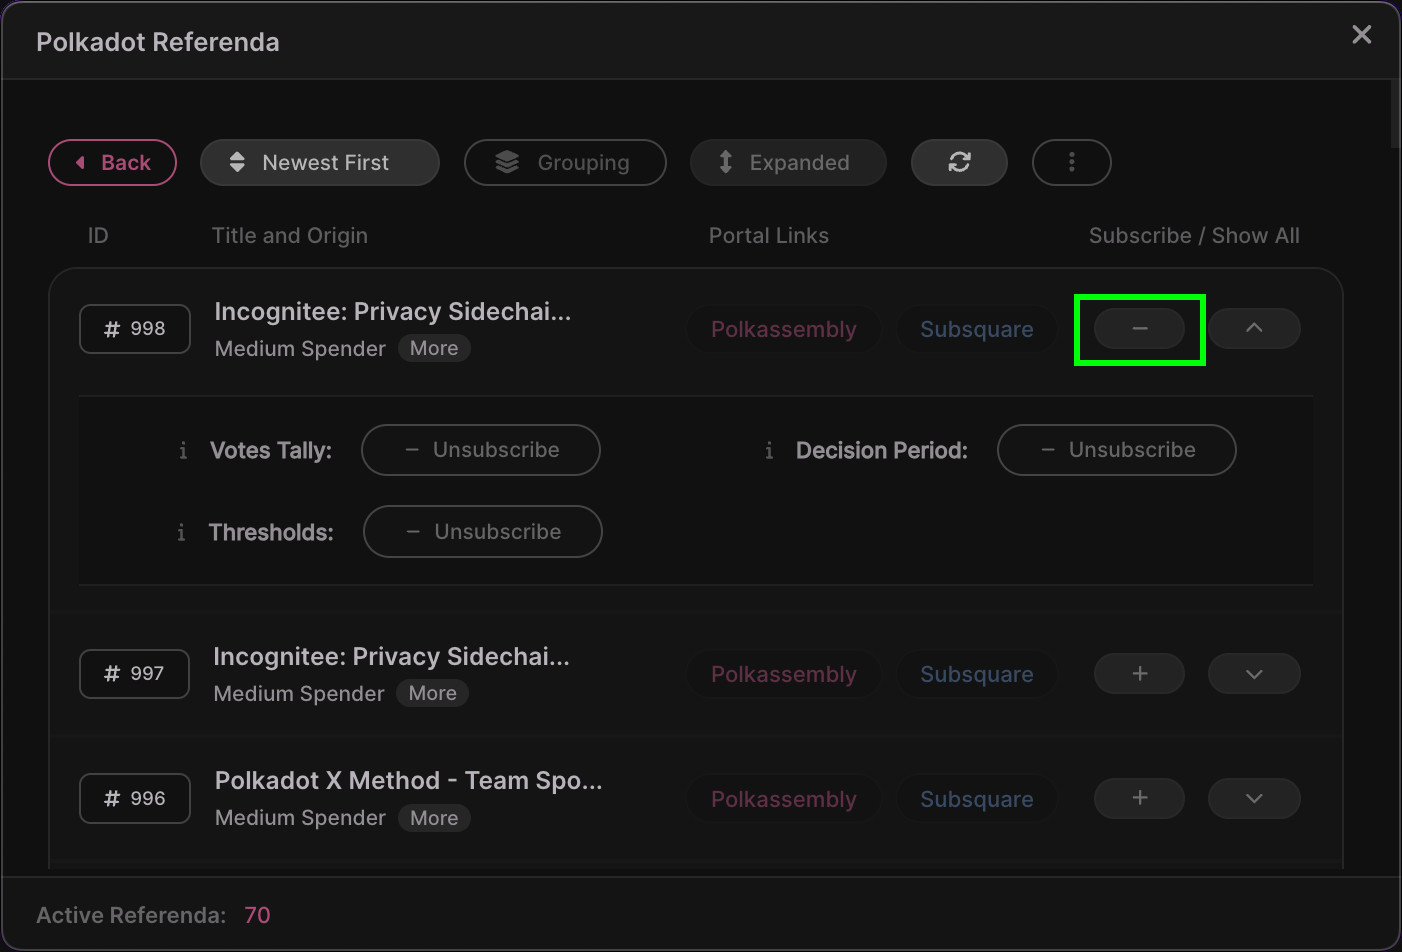 Polkadot Referenda
Back
Newest First
Grouping
Expanded
ID
Title and Origin
Portal Links
Subscribe / Show All
# 998
Incognitee: Privacy Sidechai...
Medium Spender
More
Polkassembly
Subsquare
Votes Tally:
Unsubscribe
Decision Period:
Unsubscribe
Thresholds:
Unsubscribe
# 997
Incognitee: Privacy Sidechai...
Medium Spender
More
Polkassembly
Subsquare
# 996
Polkadot X Method - Team Spo...
Medium Spender
More
Polkassembly
Subsquare
Active Referenda: 70